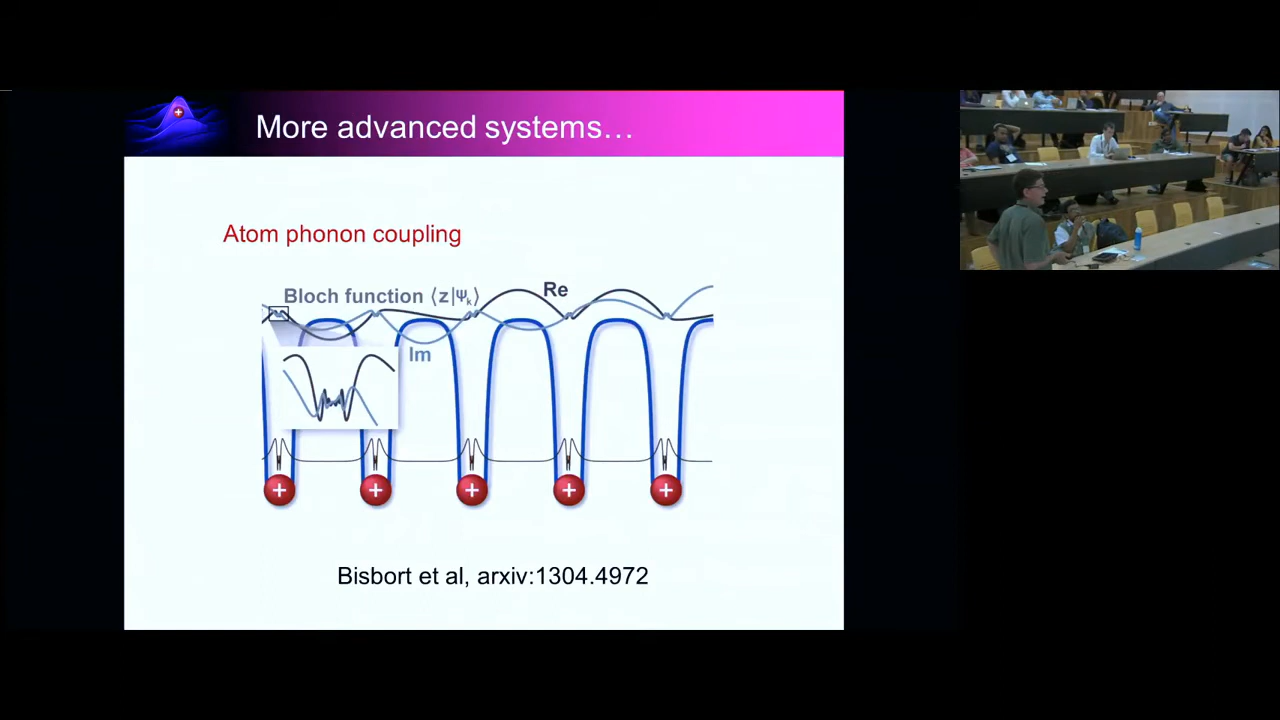 More advanced systems...
Atom phonon coupling
Bloch function ⟨z|Ψk⟩
Re
Im
+ + + + +
Bisbort et al, arxiv:1304.4972